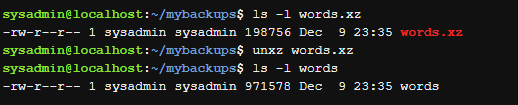 sysadmin@localhost:~/mybackups$ ls -l words.xz
-rw-r--r-- 1 sysadmin sysadmin 198756 Dec  9 23:35 words.xz
sysadmin@localhost:~/mybackups$ unxz words.xz
sysadmin@localhost:~/mybackups$ ls -l words
-rw-r--r-- 1 sysadmin sysadmin 971578 Dec  9 23:35 words